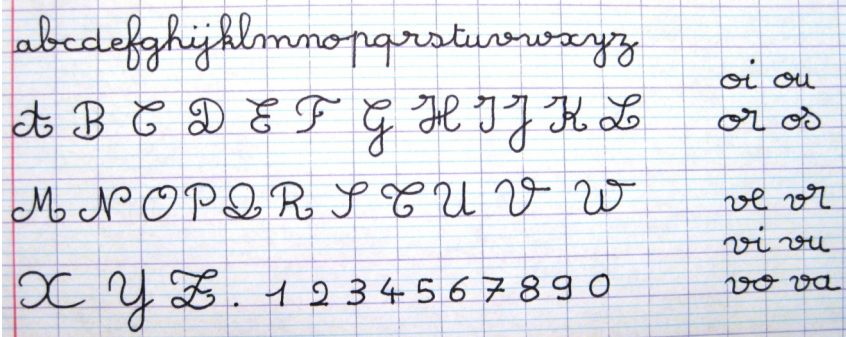 abcdefghijklmnopqrstuvwxyz
A B C D E F G H I J K L
M N O P Q R S T U V W
X Y Z . 1 2 3 4 5 6 7 8 9 0
oi ou
or os
ve vr
vi vu
vo va